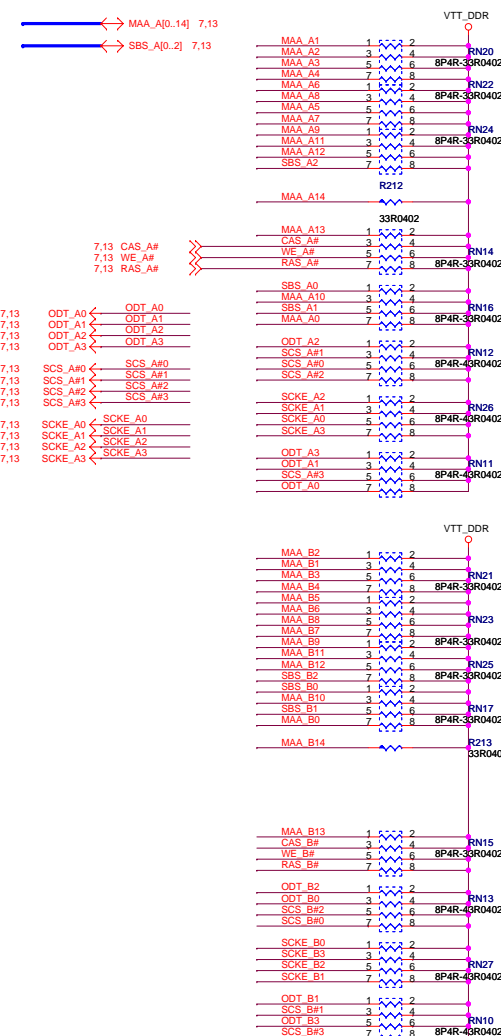 MAA_A[0..14] 7,13
SBS_A[0..2] 7,13
VTT_DDR
MAA_A1 1 2
MAA_A2 3 4 RN20
MAA_A3 5 6
MAA_A4 7 8 8P4R-33R0402
MAA_A6 1 2 RN22
MAA_A8 3 4 8P4R-33R0402
MAA_A5 5 6
MAA_A7 7 8
MAA_A9 1 2 RN24
MAA_A11 3 4 8P4R-33R0402
MAA_A12 5 6
SBS_A2 7 8
R212
MAA_A14
33R0402
MAA_A13 1 2
7,13 CAS_A# CAS_A# 3 4
7,13 WE_A# WE_A# 5 6 RN14
7,13 RAS_A# RAS_A# 7 8 8P4R-33R0402
SBS_A0 1 2
MAA_A10 3 4
SBS_A1 5 6 RN16
MAA_A0 7 8 8P4R-33R0402
7,13 ODT_A0 ODT_A0
7,13 ODT_A1 ODT_A1
7,13 ODT_A2 ODT_A2
7,13 ODT_A3 ODT_A3
ODT_A2 1 2
SCS_A#1 3 4 RN12
SCS_A#0 5 6
SCS_A#2 7 8 8P4R-43R0402
7,13 SCS_A#0 SCS_A#0
7,13 SCS_A#1 SCS_A#1
7,13 SCS_A#2 SCS_A#2
7,13 SCS_A#3 SCS_A#3
SCKE_A2 1 2
SCKE_A1 3 4 RN26
SCKE_A0 5 6 8P4R-43R0402
SCKE_A3 7 8
7,13 SCKE_A0 SCKE_A0
7,13 SCKE_A1 SCKE_A1
7,13 SCKE_A2 SCKE_A2
7,13 SCKE_A3 SCKE_A3
ODT_A3 1 2
ODT_A1 3 4 RN11
SCS_A#3 5 6 8P4R-43R0402
ODT_A0 7 8
VTT_DDR
MAA_B2 1 2
MAA_B1 3 4
MAA_B3 5 6 RN21
MAA_B4 7 8 8P4R-33R0402
MAA_B5 1 2
MAA_B6 3 4
MAA_B8 5 6 RN23
MAA_B7 7 8
MAA_B9 1 2 8P4R-33R0402
MAA_B11 3 4
MAA_B12 5 6 RN25
SBS_B2 7 8 8P4R-33R0402
SBS_B0 1 2
MAA_B10 3 4
SBS_B1 5 6 RN17
MAA_B0 7 8 8P4R-33R0402
MAA_B14 R213
33R040
MAA_B13 1 2
CAS_B# 3 4 RN15
WE_B# 5 6 8P4R-33R0402
RAS_B# 7 8
ODT_B2 1 2
ODT_B0 3 4 RN13
SCS_B#2 5 6 8P4R-43R0402
SCS_B#0 7 8
SCKE_B0 1 2
SCKE_B3 3 4
SCKE_B2 5 6 RN27
SCKE_B1 7 8 8P4R-43R0402
ODT_B1 1 2
SCS_B#1 3 4
ODT_B3 5 6 RN10
SCS_B#3 7 8 8P4R-43R0402